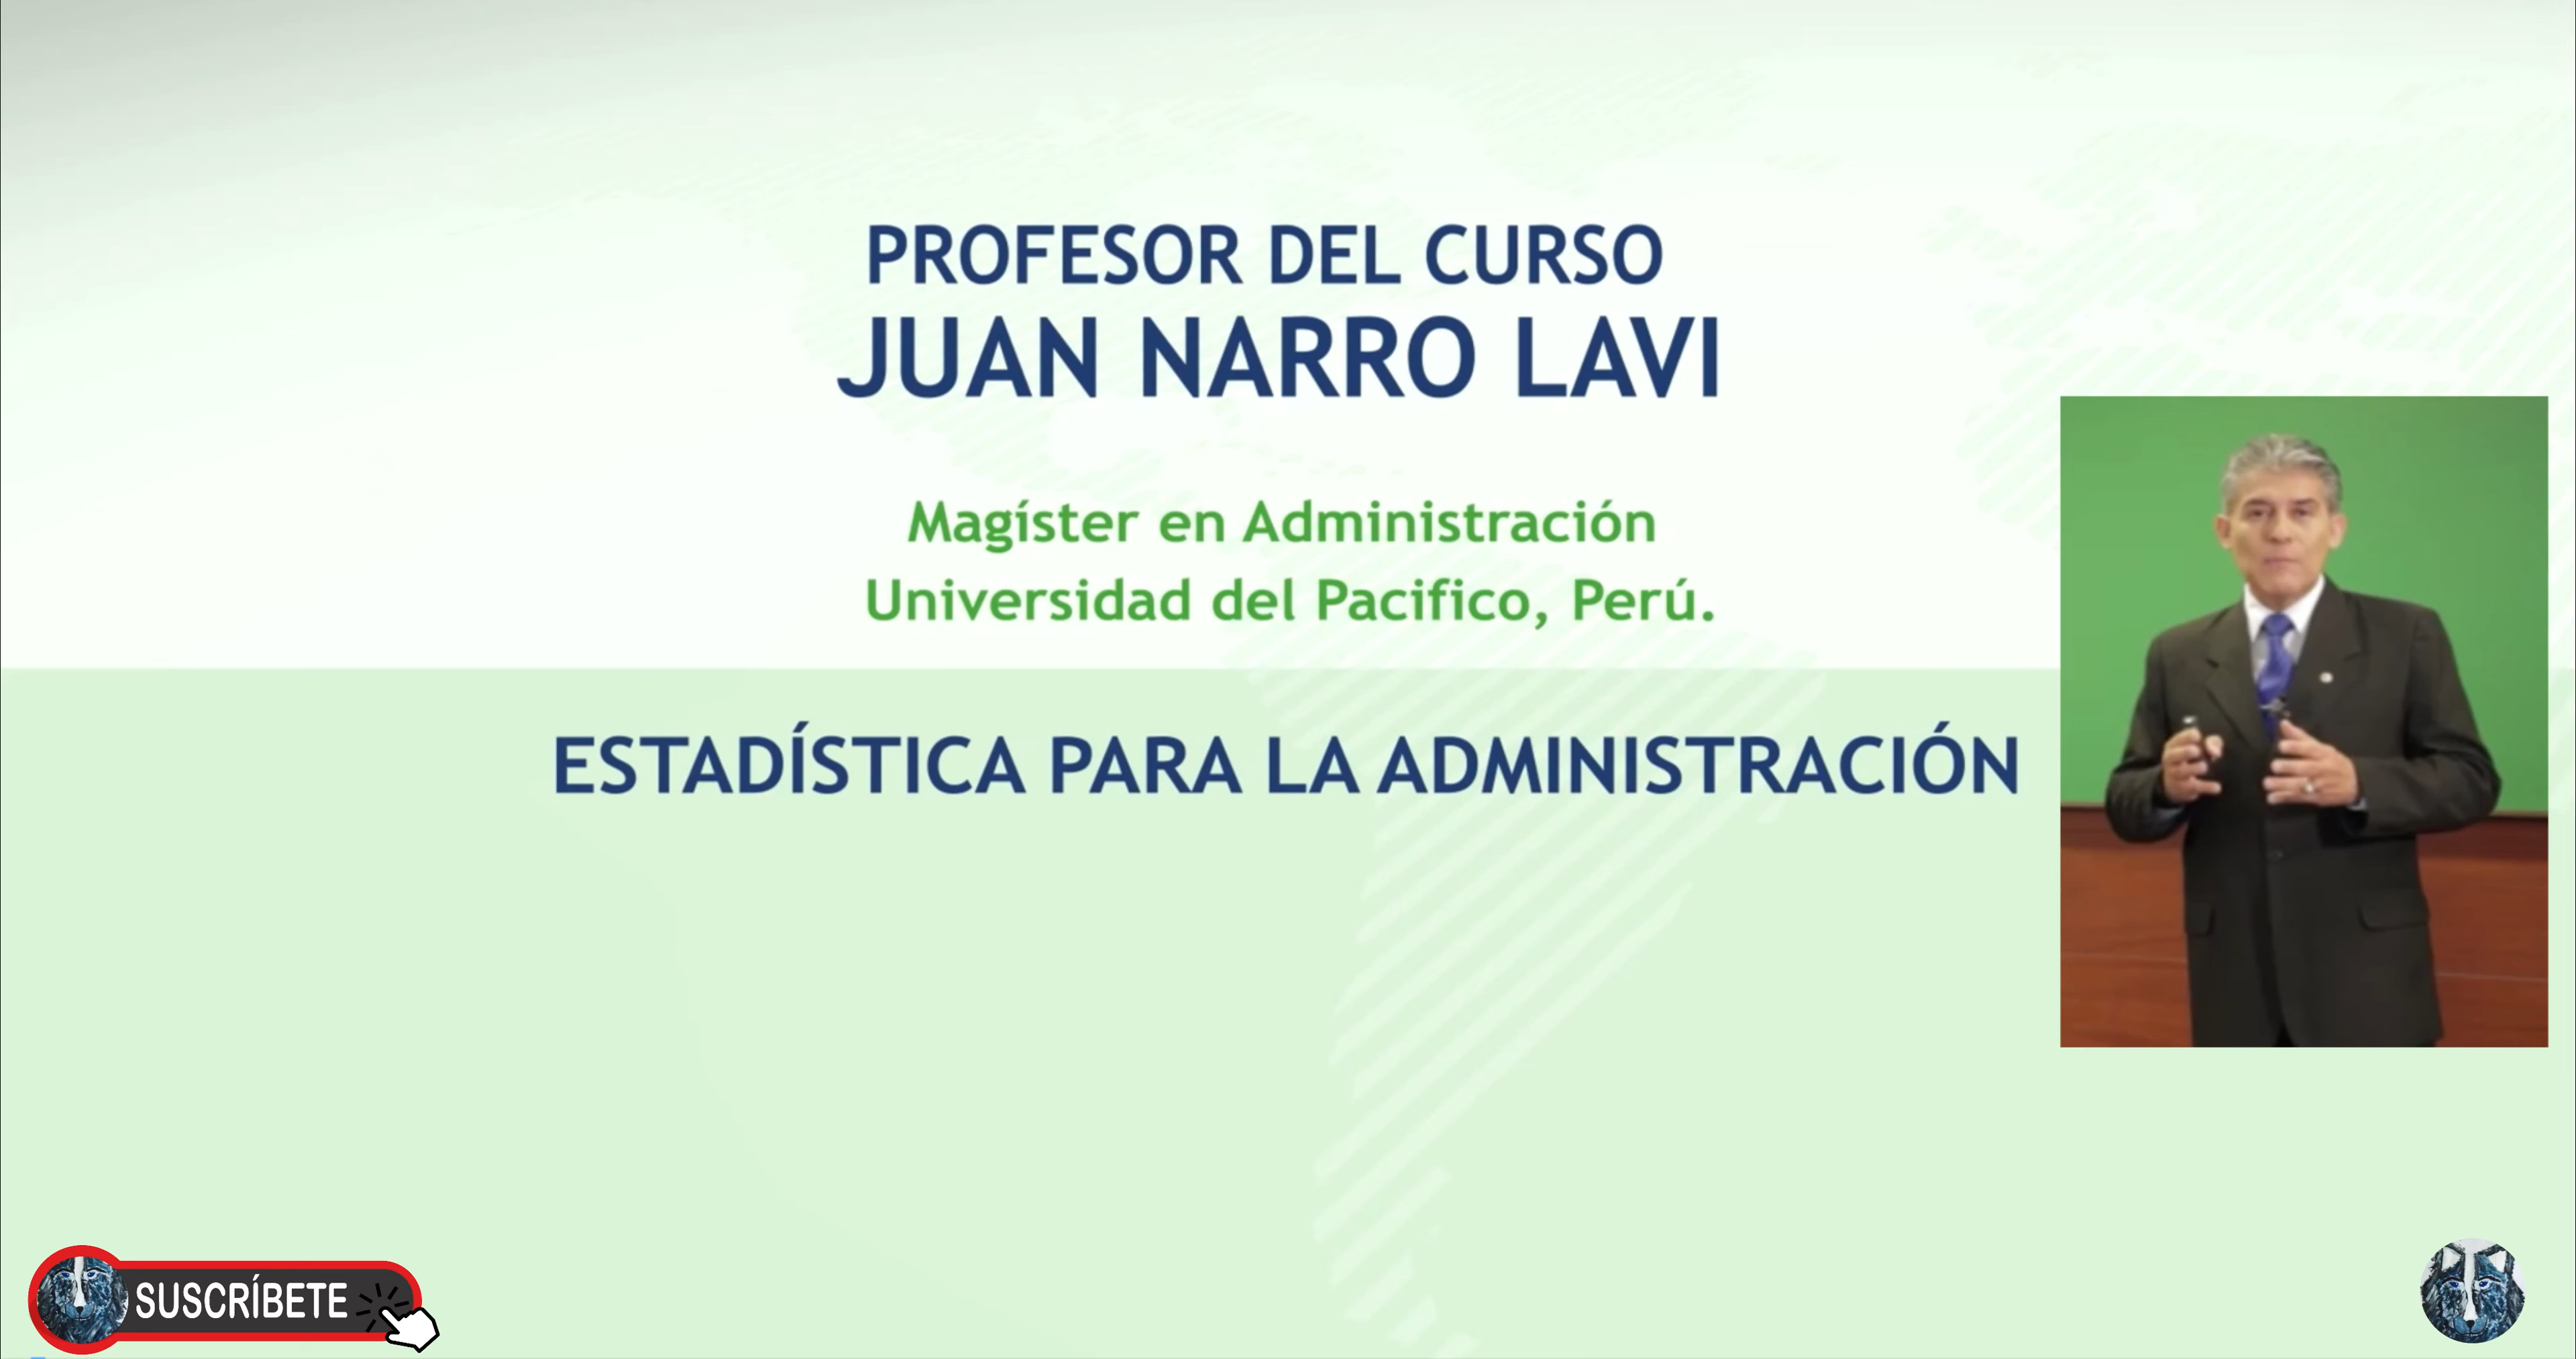 PROFESOR DEL CURSO
JUAN NARRO LAVI
Magíster en Administración
Universidad del Pacifico, Perú.
ESTADÍSTICA PARA LA ADMINISTRACIÓN
SUSCRÍBETE